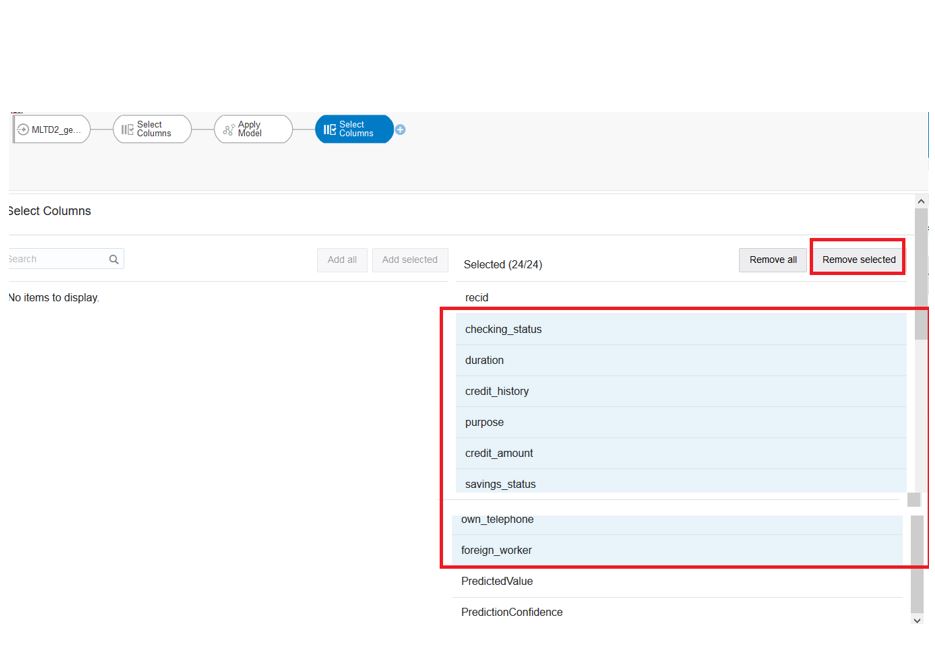 MLTD2_ge...
Select
Columns
Apply
Model
Select
Columns
Select Columns
Search
Add all
Add selected
Selected (24/24)
Remove all
Remove selected
No items to display.
recid
checking_status
duration
credit_history
purpose
credit_amount
savings_status
own_telephone
foreign_worker
PredictedValue
PredictionConfidence